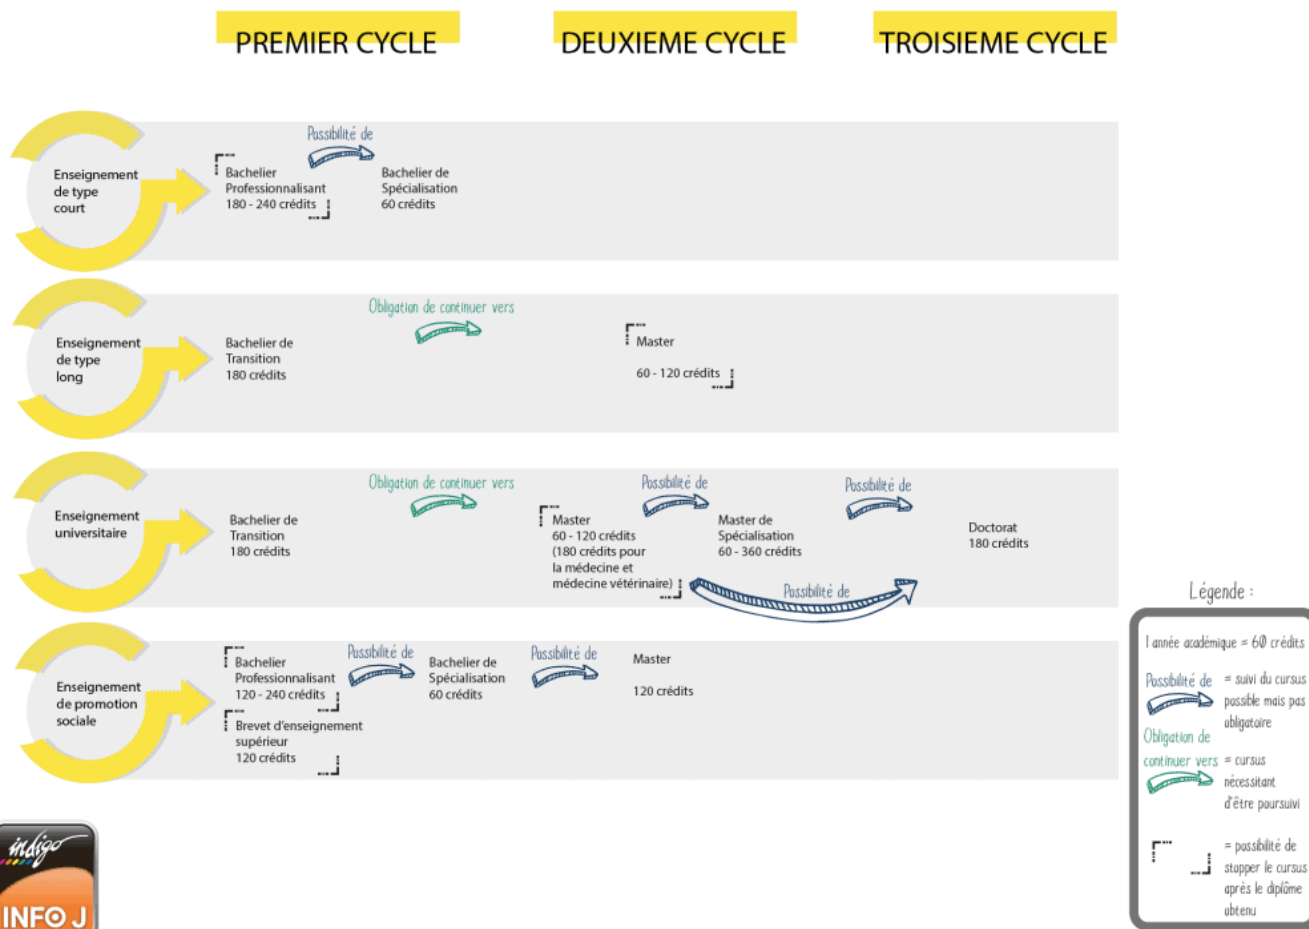 PREMIER CYCLE
DEUXIEME CYCLE
TROISIEME CYCLE
Enseignement
de type
court
Possibilité de
Bachelier
Professionnalisant
180 - 240 crédits
Bachelier de
Spécialisation
60 crédits
Enseignement
de type
long
Obligation de continuer vers
Bachelier de
Transition
180 crédits
Master
60 - 120 crédits
Enseignement
universitaire
Obligation de continuer vers
Possibilité de
Possibilité de
Bachelier de
Transition
180 crédits
Master
60 - 120 crédits
(180 crédits pour
la médecine et
médecine vétérinaire)
Master de
Spécialisation
60 - 360 crédits
Doctorat
180 crédits
Possibilité de
Enseignement
de promotion
sociale
Bachelier
Professionnalisant
120 - 240 crédits
Possibilité de
Bachelier de
Spécialisation
60 crédits
Possibilité de
Master
120 crédits
Brevet d'enseignement
supérieur
120 crédits
Légende :
1 année académique = 60 crédits
Possibilité de = suivi du cursus
possible mais pas
obligatoire
Obligation de
continuer vers = cursus
nécessitant
d'être poursuivi
= possibilité de
stopper le cursus
après le diplôme
obtenu
indigo
INFO J